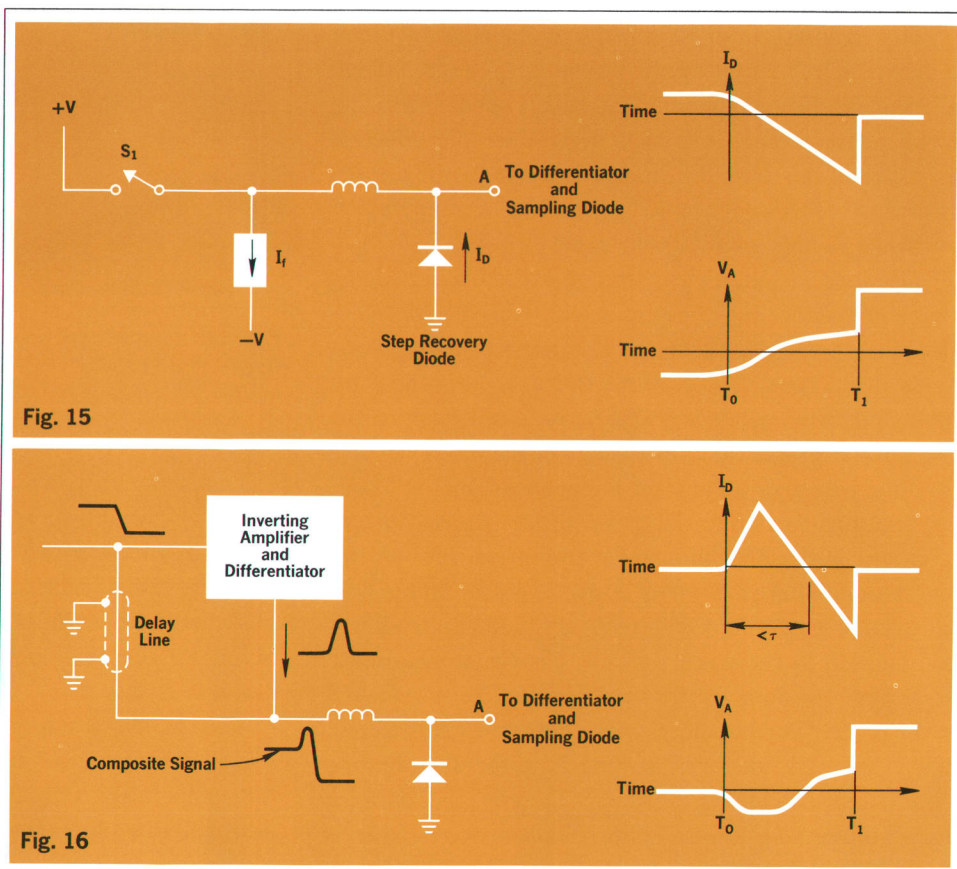 +V
S1
If
−V
A
To Differentiator
and
Sampling Diode
ID
Step Recovery
Diode
ID
Time
VA
Time
T0
T1
Fig. 15
Inverting
Amplifier
and
Differentiator
Delay
Line
Composite Signal
A
To Differentiator
and
Sampling Diode
ID
Time
<τ
VA
Time
T0
T1
Fig. 16